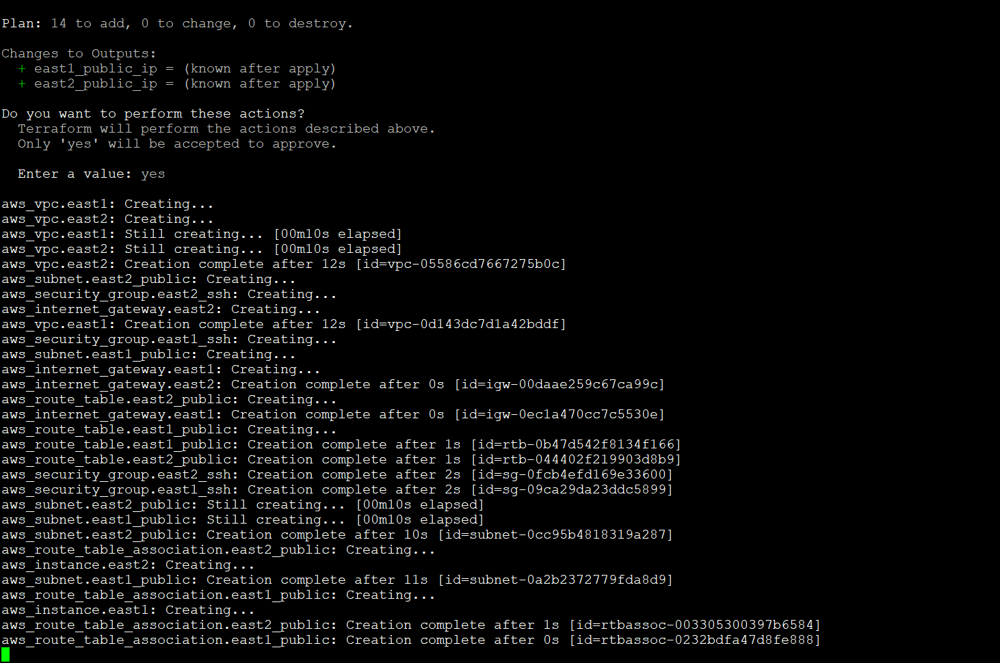 Plan: 14 to add, 0 to change, 0 to destroy.
Changes to Outputs:
+ east1_public_ip = (known after apply)
+ east2_public_ip = (known after apply)
Do you want to perform these actions?
Terraform will perform the actions described above.
Only 'yes' will be accepted to approve.
Enter a value: yes
aws_vpc.east1: Creating...
aws_vpc.east2: Creating...
aws_vpc.east1: Still creating... [00m10s elapsed]
aws_vpc.east2: Still creating... [00m10s elapsed]
aws_vpc.east2: Creation complete after 12s [id=vpc-05586cd7667275b0c]
aws_subnet.east2_public: Creating...
aws_security_group.east2_ssh: Creating...
aws_internet_gateway.east2: Creating...
aws_vpc.east1: Creation complete after 12s [id=vpc-0d143dc7d1a42bddf]
aws_security_group.east1_ssh: Creating...
aws_subnet.east1_public: Creating...
aws_internet_gateway.east1: Creating...
aws_internet_gateway.east2: Creation complete after 0s [id=igw-00daae259c67ca99c]
aws_route_table.east2_public: Creating...
aws_internet_gateway.east1: Creation complete after 0s [id=igw-0ec1a470cc7c5530e]
aws_route_table.east1_public: Creating...
aws_route_table.east1_public: Creation complete after 1s [id=rtb-0b47d542f8134f166]
aws_route_table.east2_public: Creation complete after 1s [id=rtb-044402f219903d8b9]
aws_security_group.east2_ssh: Creation complete after 2s [id=sg-0fcb4efd169e33600]
aws_security_group.east1_ssh: Creation complete after 2s [id=sg-09ca29da23ddc5899]
aws_subnet.east2_public: Still creating... [00m10s elapsed]
aws_subnet.east1_public: Still creating... [00m10s elapsed]
aws_subnet.east2_public: Creation complete after 10s [id=subnet-0cc95b4818319a287]
aws_route_table_association.east2_public: Creating...
aws_instance.east2: Creating...
aws_subnet.east1_public: Creation complete after 11s [id=subnet-0a2b2372779fda8d9]
aws_route_table_association.east1_public: Creating...
aws_instance.east1: Creating...
aws_route_table_association.east2_public: Creation complete after 1s [id=rtbassoc-003305300397b6584]
aws_route_table_association.east1_public: Creation complete after 0s [id=rtbassoc-0232bdfa47d8fe888]